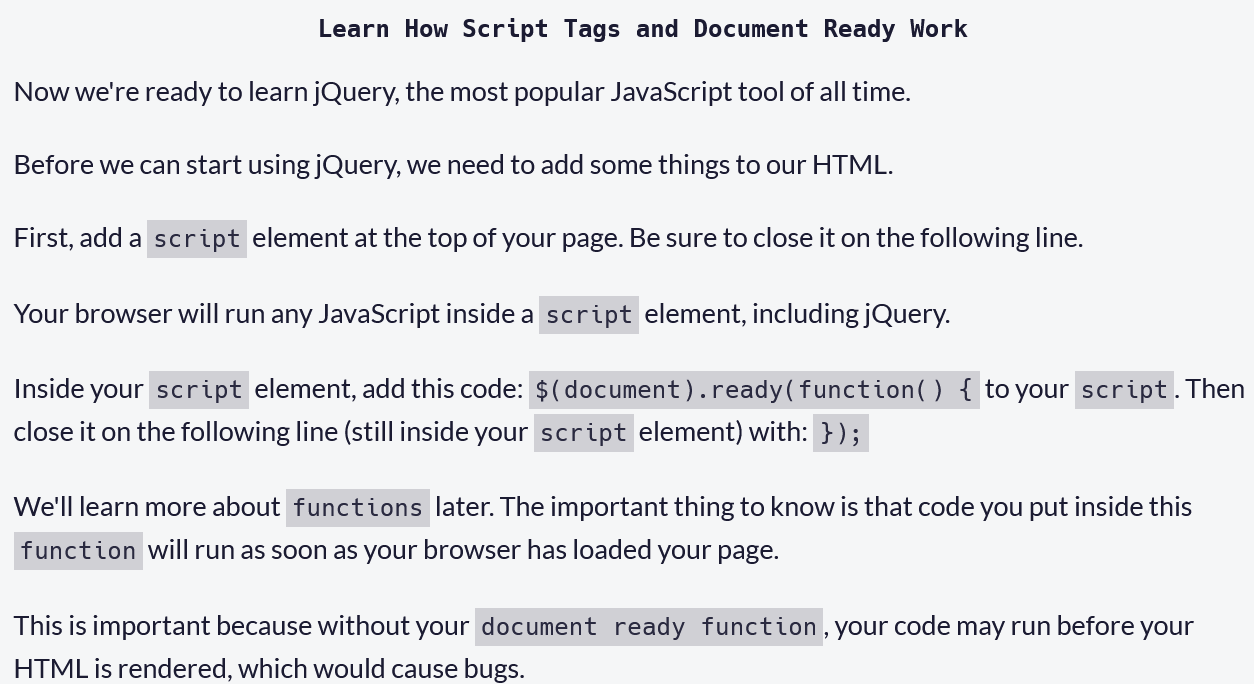 Learn How Script Tags and Document Ready Work
Now we're ready to learn jQuery, the most popular JavaScript tool of all time.
Before we can start using jQuery, we need to add some things to our HTML.
First, add a script element at the top of your page. Be sure to close it on the following line.
Your browser will run any JavaScript inside a script element, including jQuery.
Inside your script element, add this code: $(document).ready(function() { to your script. Then
close it on the following line (still inside your script element) with: });
We'll learn more about functions later. The important thing to know is that code you put inside this
function will run as soon as your browser has loaded your page.
This is important because without your document ready function, your code may run before your
HTML is rendered, which would cause bugs.